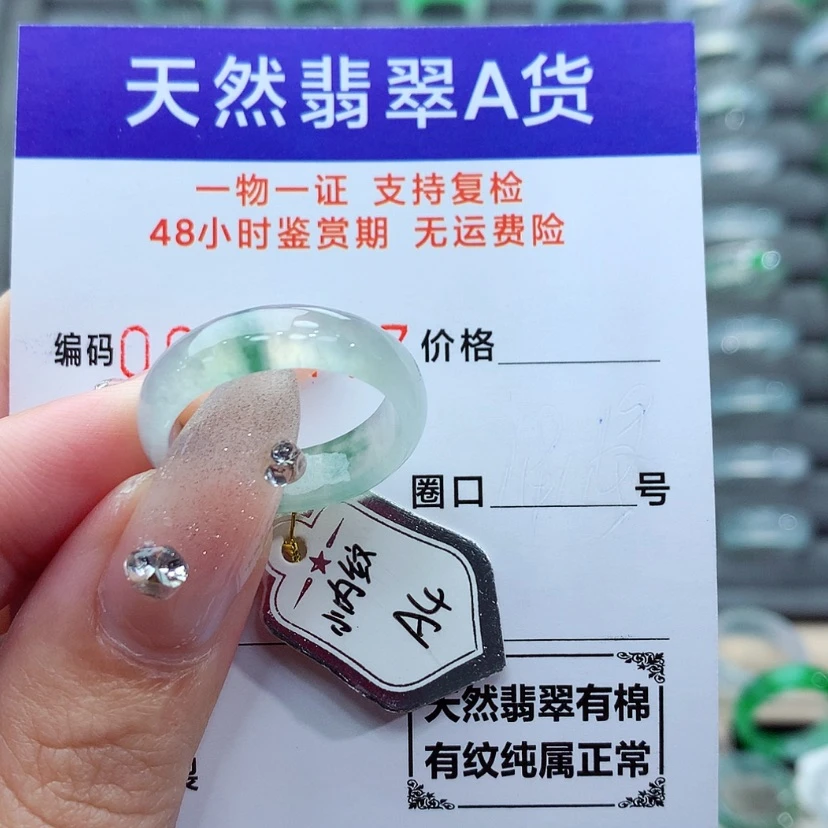 天然翡翠A货
一物一证 支持复检
48小时鉴赏期 无运费险
编码 价格
圈口 号
小内纹
A4
天然翡翠有棉
有纹纯属正常